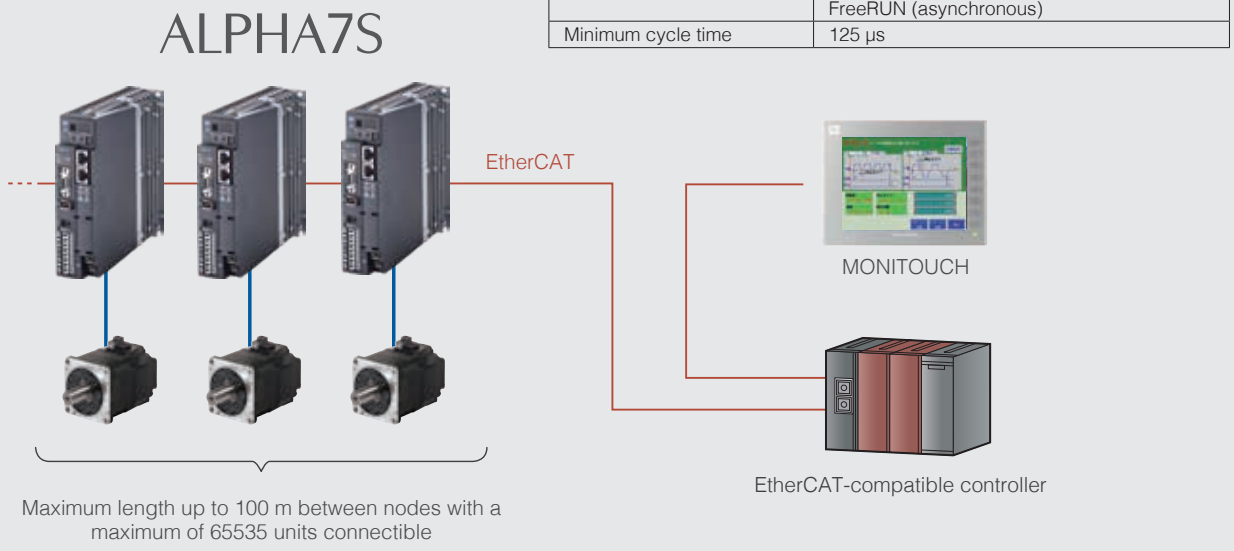 ALPHA7S
FreeRUN (asynchronous)
Minimum cycle time 125 µs
EtherCAT
MONITOUCH
EtherCAT-compatible controller
Maximum length up to 100 m between nodes with a
maximum of 65535 units connectible